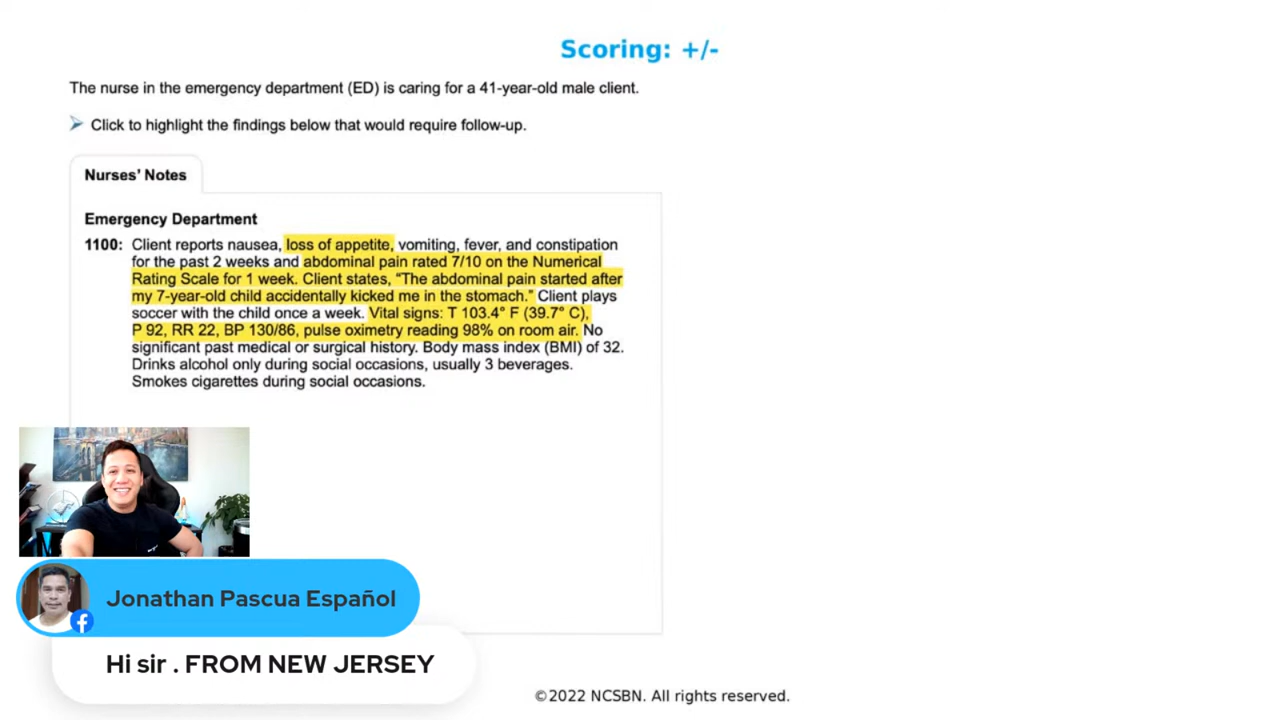 Scoring: +/-
The nurse in the emergency department (ED) is caring for a 41-year-old male client.
Click to highlight the findings below that would require follow-up.
Nurses' Notes
Emergency Department
1100: Client reports nausea, loss of appetite, vomiting, fever, and constipation
for the past 2 weeks and abdominal pain rated 7/10 on the Numerical
Rating Scale for 1 week. Client states, “The abdominal pain started after
my 7-year-old child accidentally kicked me in the stomach.” Client plays
soccer with the child once a week. Vital signs: T 103.4° F (39.7° C),
P 92, RR 22, BP 130/86, pulse oximetry reading 98% on room air. No
significant past medical or surgical history. Body mass index (BMI) of 32.
Drinks alcohol only during social occasions, usually 3 beverages.
Smokes cigarettes during social occasions.
Jonathan Pascua Español
Hi sir . FROM NEW JERSEY
©2022 NCSBN. All rights reserved.